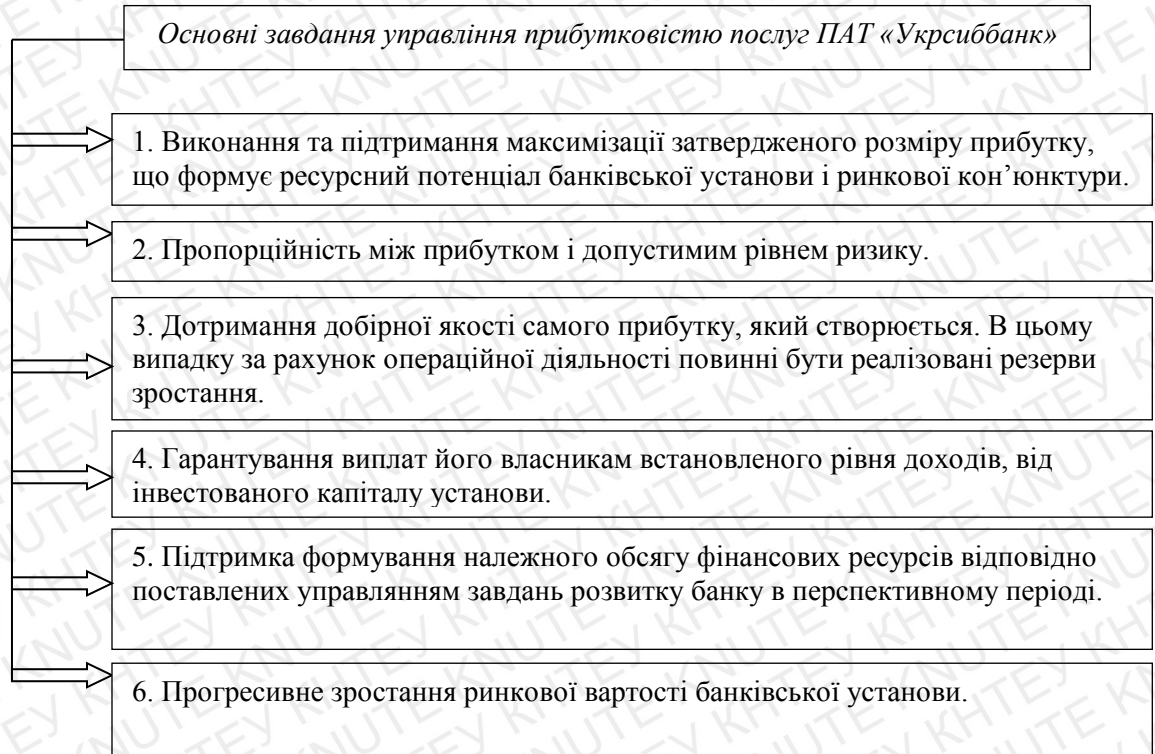 Основні завдання управління прибутковістю послуг ПАТ «Укрсиббанк»
1. Виконання та підтримання максимізації затвердженого розміру прибутку,
що формує ресурсний потенціал банківської установи і ринкової кон’юнктури.
2. Пропорційність між прибутком і допустимим рівнем ризику.
3. Дотримання добірної якості самого прибутку, який створюється. В цьому
випадку за рахунок операційної діяльності повинні бути реалізовані резерви
зростання.
4. Гарантування виплат його власникам встановленого рівня доходів, від
інвестованого капіталу установи.
5. Підтримка формування належного обсягу фінансових ресурсів відповідно
поставлених управлянням завдань розвитку банку в перспективному періоді.
6. Прогресивне зростання ринкової вартості банківської установи.